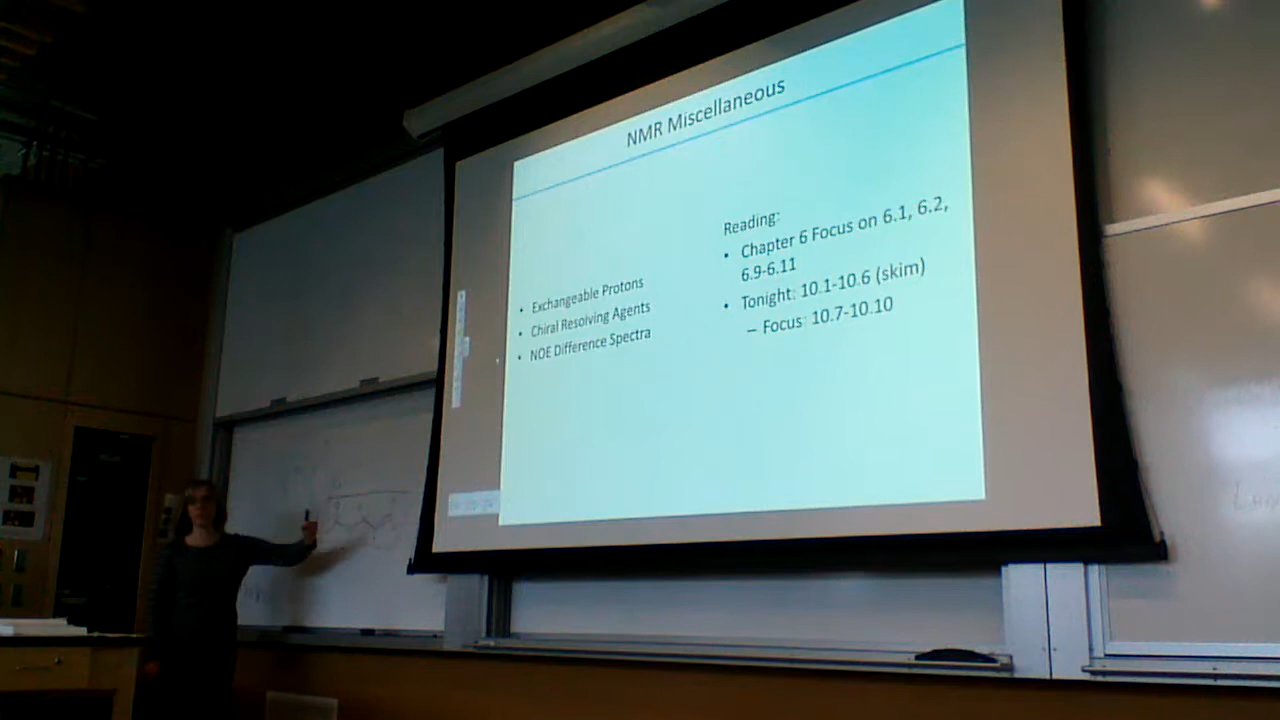 NMR Miscellaneous
• Exchangeable Protons
• Chiral Resolving Agents
• NOE Difference Spectra
Reading:
• Chapter 6 Focus on 6.1, 6.2,
6.9-6.11
• Tonight: 10.1-10.6 (skim)
– Focus: 10.7-10.10